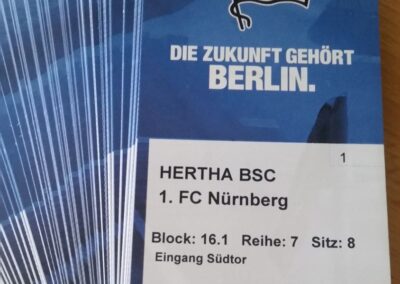 DIE ZUKUNFT GEHÖRT
BERLIN.
1
HERTHA BSC
1. FC Nürnberg
Block: 16.1 Reihe: 7 Sitz: 8
Eingang Südtor